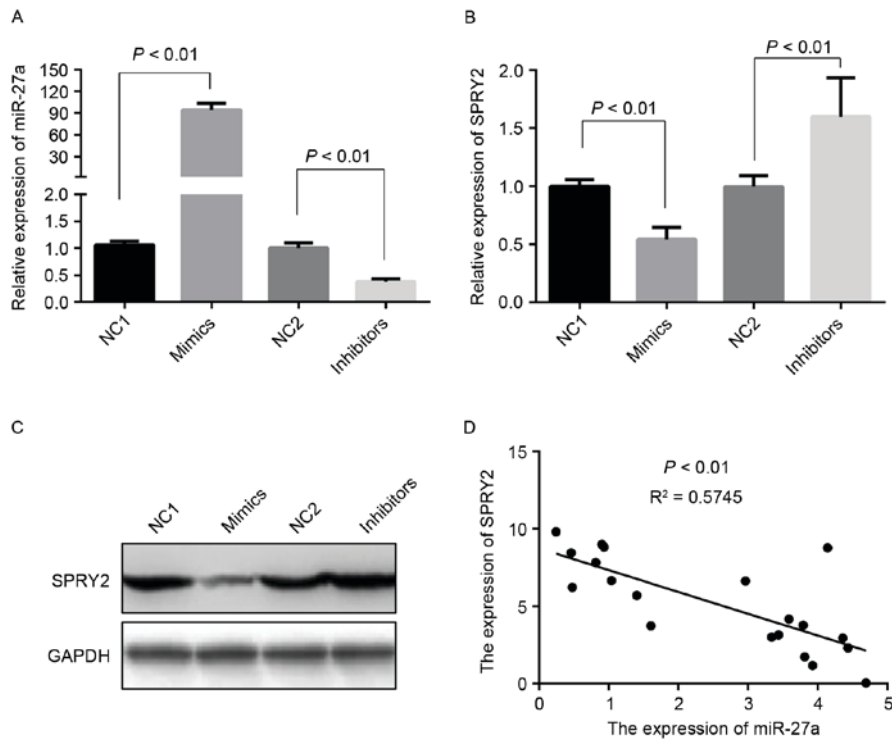 A
P < 0.01
P < 0.01
Relative expression of miR-27a
150
120
90
60
30
2.0
1.5
1.0
0.5
0.0
NC1
Mimics
NC2
Inhibitors
B
P < 0.01
P < 0.01
Relative expression of SPRY2
2.0
1.5
1.0
0.5
0.0
NC1
Mimics
NC2
Inhibitors
C
NC1
Mimics
NC2
Inhibitors
SPRY2
GAPDH
D
P < 0.01
R² = 0.5745
The expression of SPRY2
15
10
5
0
0 1 2 3 4 5
The expression of miR-27a